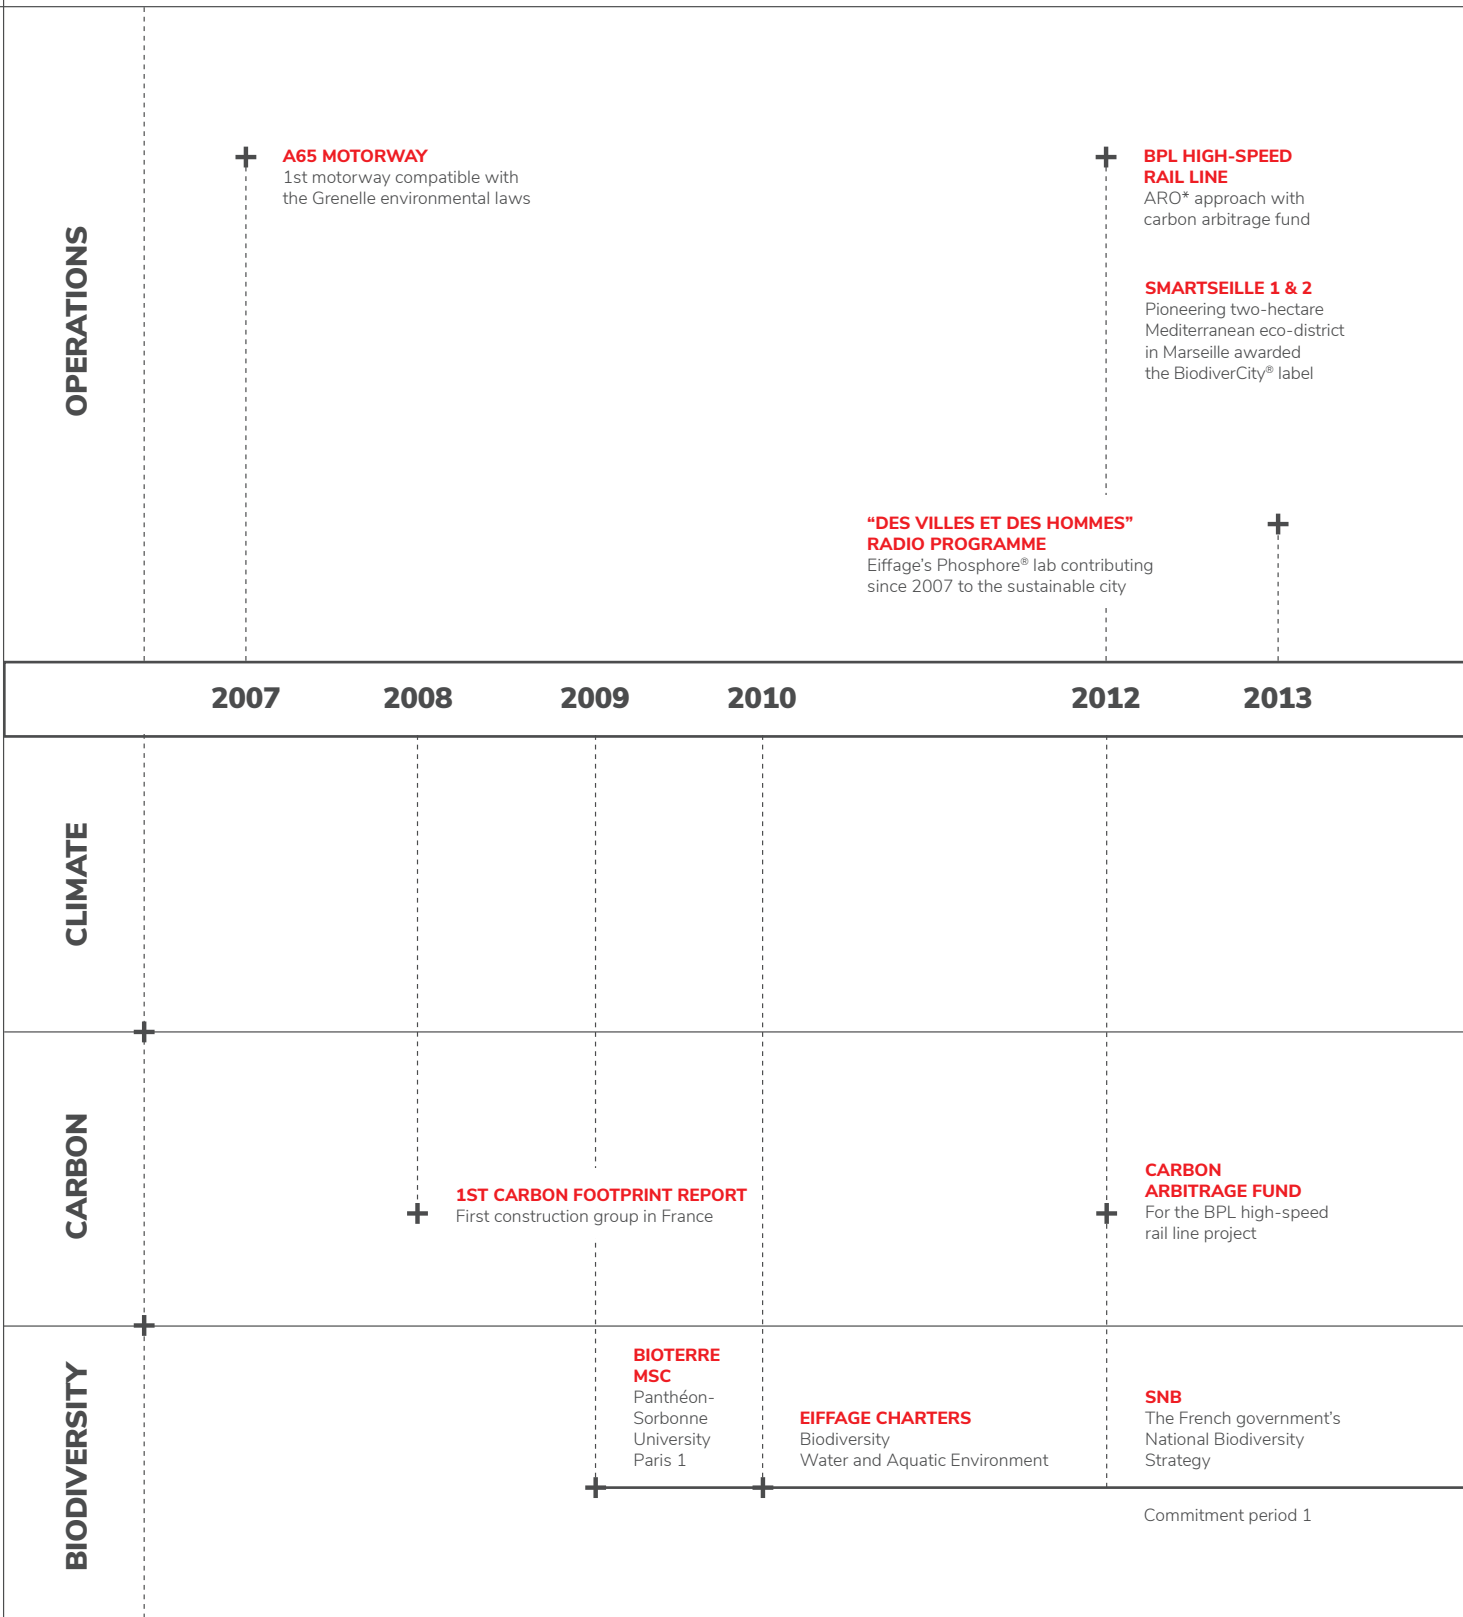 OPERATIONS
A65 MOTORWAY
1st motorway compatible with
the Grenelle environmental laws
BPL HIGH-SPEED
RAIL LINE
ARO* approach with
carbon arbitrage fund
SMARTSEILLE 1 & 2
Pioneering two-hectare
Mediterranean eco-district
in Marseille awarded
the BiodiverCity® label
“DES VILLES ET DES HOMMES”
RADIO PROGRAMME
Eiffage’s Phosphore® lab contributing
since 2007 to the sustainable city
2007 2008 2009 2010 2012 2013
CLIMATE
CARBON
1ST CARBON FOOTPRINT REPORT
First construction group in France
CARBON
ARBITRAGE FUND
For the BPL high-speed
rail line project
BIODIVERSITY
BIOTERRE
MSC
Panthéon-
Sorbonne
University
Paris 1
EIFFAGE CHARTERS
Biodiversity
Water and Aquatic Environment
SNB
The French government’s
National Biodiversity
Strategy
Commitment period 1